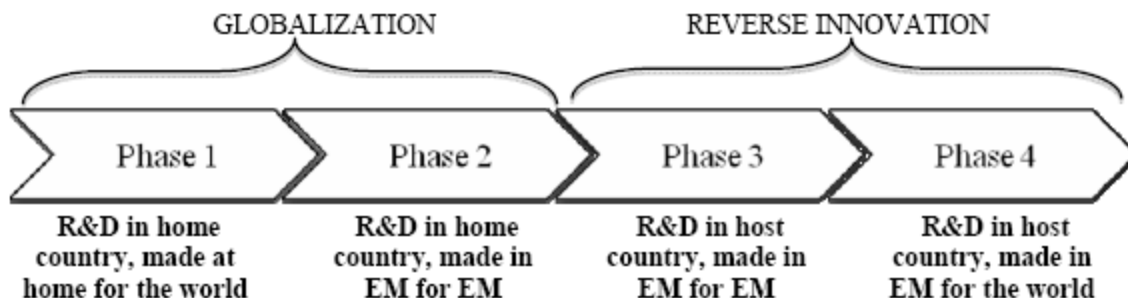 GLOBALIZATION
REVERSE INNOVATION
Phase 1
Phase 2
Phase 3
Phase 4
R&D in home
country, made at
home for the world
R&D in home
country, made in
EM for EM
R&D in host
country, made in
EM for EM
R&D in host
country, made in
EM for the world